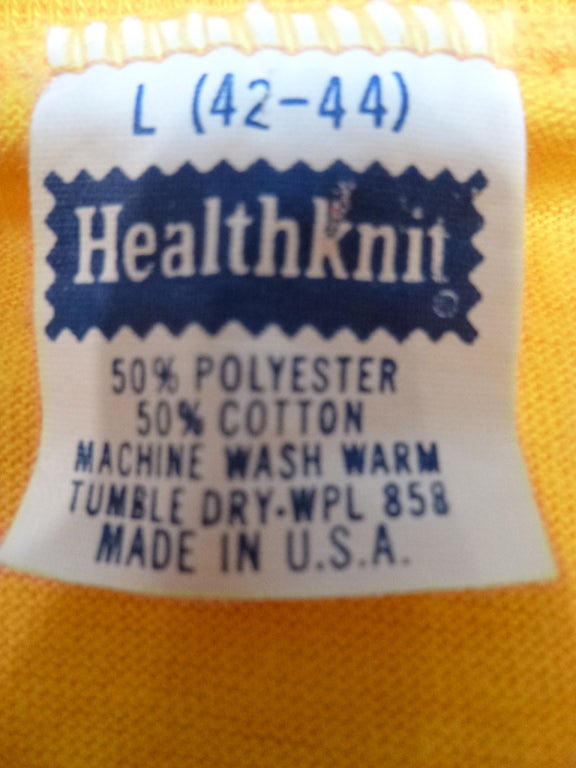 L (42-44)
Healthknit
®
50% POLYESTER
50% COTTON
MACHINE WASH WARM
TUMBLE DRY-WPL 858
MADE IN U.S.A.